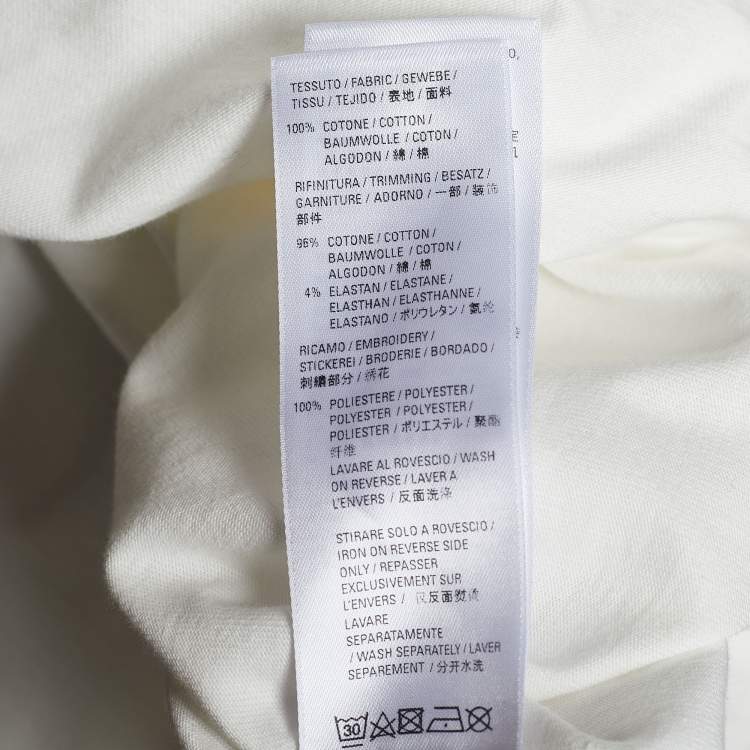 TESSUTO / FABRIC / GEWEBE /
TISSU / TEJIDO / 表地 / 面料
100% COTONE / COTTON /
BAUMWOLLE / COTON /
ALGODON / 綿 / 棉
RIFINITURA / TRIMMING / BESATZ /
GARNITURE / ADORNO / 一部 / 装饰
部件
96% COTONE / COTTON /
BAUMWOLLE / COTON /
ALGODON / 綿 / 棉
4% ELASTAN / ELASTANE /
ELASTHAN / ELASTHANNE /
ELASTANO / ポリウレタン / 氨纶
RICAMO / EMBROIDERY /
STICKEREI / BRODERIE / BORDADO /
刺繍部分 / 绣花
100% POLIESTERE / POLYESTER /
POLYESTER / POLYESTER /
POLIESTER / ポリエステル / 聚酯
纤维
LAVARE AL ROVESCIO / WASH
ON REVERSE / LAVER A
L'ENVERS / 反面洗涤
STIRARE SOLO A ROVESCIO /
IRON ON REVERSE SIDE
ONLY / REPASSER
EXCLUSIVEMENT SUR
L'ENVERS / 仅反面熨烫
LAVARE
SEPARATAMENTE
/ WASH SEPARATELY / LAVER
SEPAREMENT / 分开水洗
30